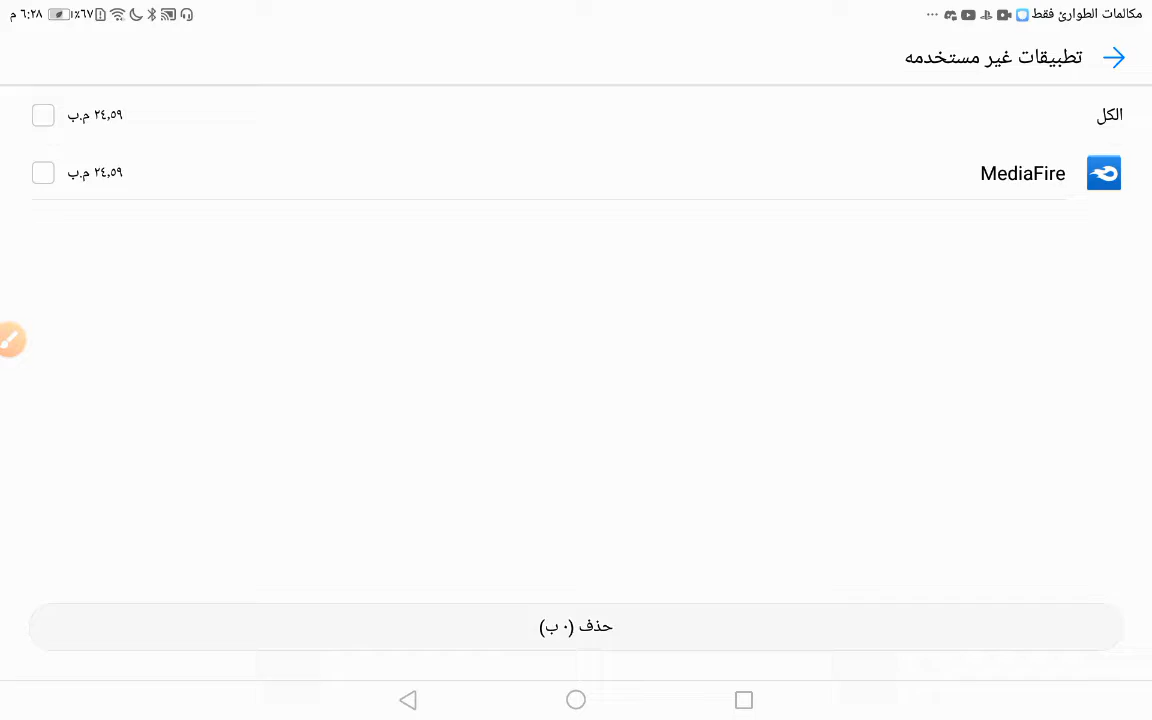 مكالمات الطوارئ فقط ... ٪٦٧ ٦:٢٨ م
تطبيقات غير مستخدمه
الكل ٢٤,٥٩ م.ب
MediaFire ٢٤,٥٩ م.ب
حذف (٠ ب)